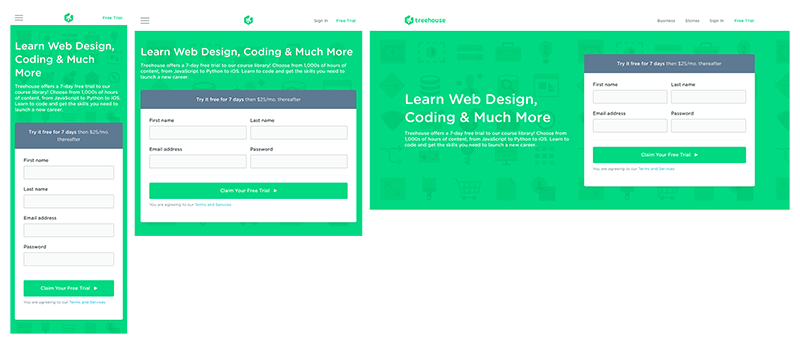 Free Trial
Learn Web Design,
Coding & Much
More
Treehouse offers a 7-day free trial to our
course library! Choose from 1,000s of hours
of content, from JavaScript to Python to iOS.
Learn to code and get the skills you need to
launch a new career.
Try it free for 7 days then $25/mo.
thereafter
First name
Last name
Email address
Password
Claim Your Free Trial
You are agreeing to our Terms and Services
Sign In Free Trial
Learn Web Design, Coding & Much More
Treehouse offers a 7-day free trial to our course library! Choose from 1,000s of hours of
content, from JavaScript to Python to iOS. Learn to code and get the skills you need to
launch a new career.
Try it free for 7 days then $25/mo. thereafter
First name Last name
Email address Password
Claim Your Free Trial
You are agreeing to our Terms and Services
treehouse
Business Stories Sign In Free Trial
Learn Web Design,
Coding & Much More
Treehouse offers a 7-day free trial to our course library! Choose from
1,000s of hours of content, from JavaScript to Python to iOS. Learn to
code and get the skills you need to launch a new career.
Try it free for 7 days then $25/mo. thereafter
First name Last name
Email address Password
Claim Your Free Trial
You are agreeing to our Terms and Services